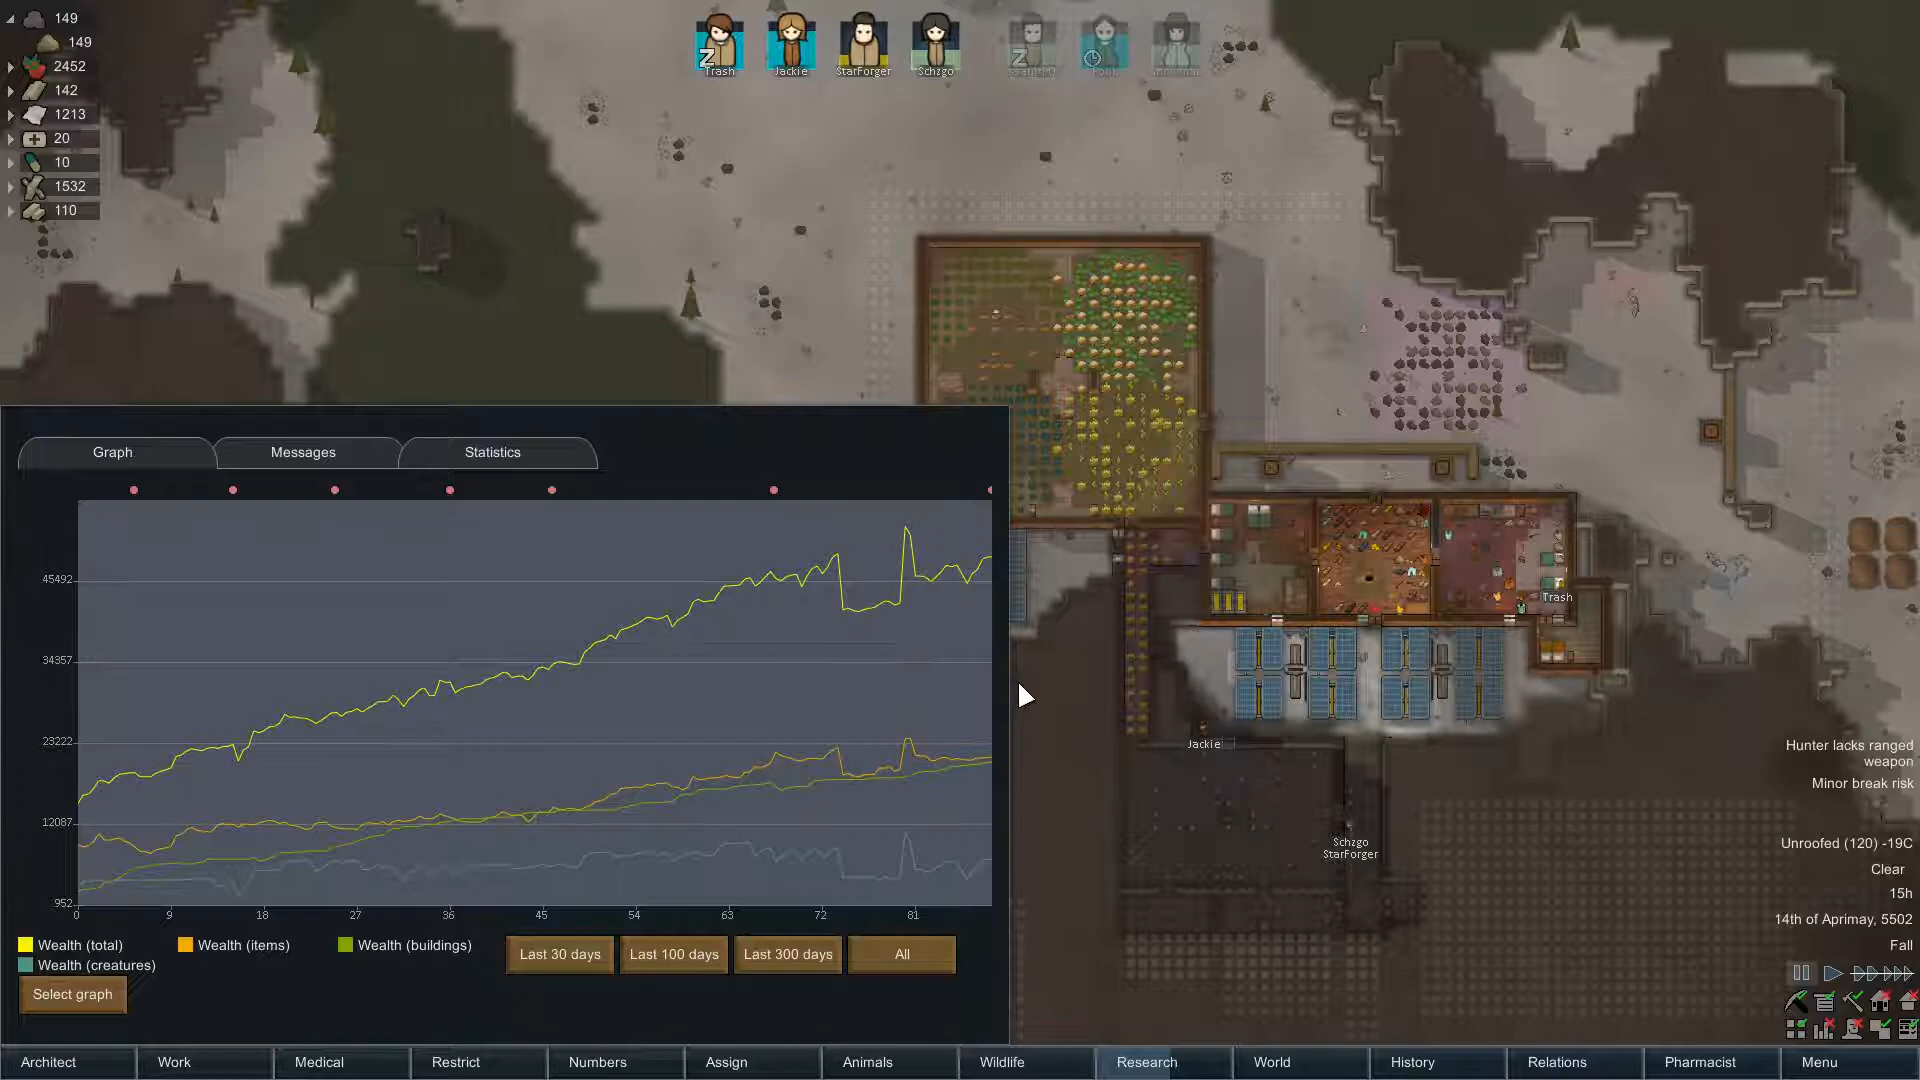 149
149
2452
142
1213
20
10
1532
110
Trash
Jackie
StarForger
Schzgo
Graph
Messages
Statistics
45492
34357
23222
12087
952
0
9
18
27
36
45
54
63
72
81
Wealth (total)
Wealth (items)
Wealth (buildings)
Wealth (creatures)
Last 30 days
Last 100 days
Last 300 days
All
Select graph
Trash
Jackie
Schzgo
StarForger
Hunter lacks ranged
weapon
Minor break risk
Unroofed (120) -19C
Clear
15h
14th of Aprimay, 5502
Fall
Architect
Work
Medical
Restrict
Numbers
Assign
Animals
Wildlife
Research
World
History
Relations
Pharmacist
Menu